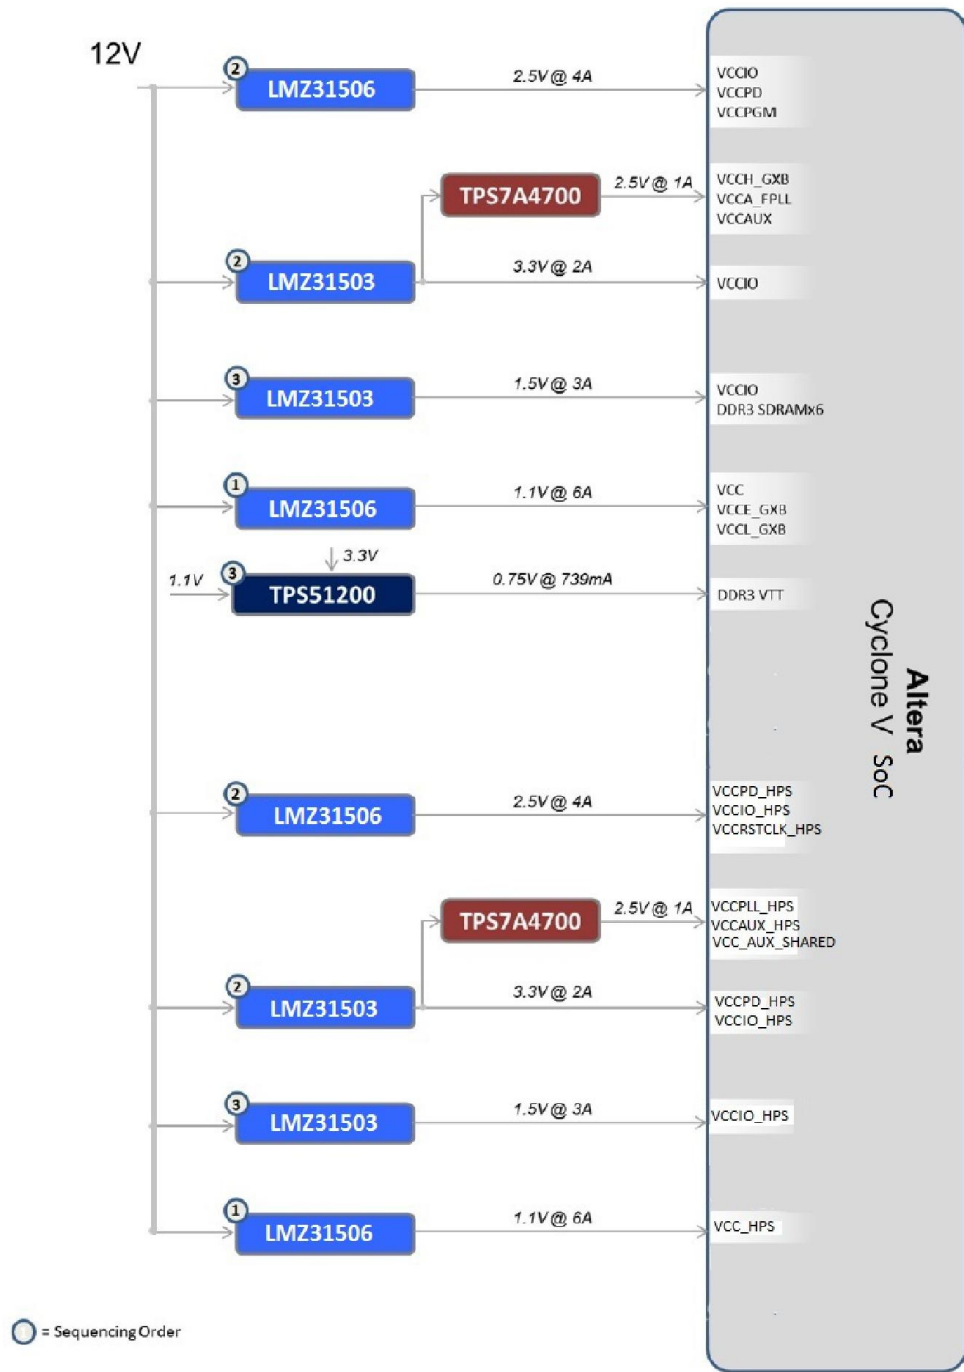 12V
2
LMZ31506
2.5V @ 4A
VCCIO
VCCPD
VCCPGM
TPS7A4700
2.5V @ 1A
VCCH_GXB
VCCA_FPLL
VCCAUX
2
LMZ31503
3.3V @ 2A
VCCIO
3
LMZ31503
1.5V @ 3A
VCCIO
DDR3 SDRAMx6
1
LMZ31506
1.1V @ 6A
VCC
VCCE_GXB
VCCL_GXB
3.3V
1.1V
3
TPS51200
0.75V @ 739mA
DDR3 VTT
Altera
Cyclone V SoC
2
LMZ31506
2.5V @ 4A
VCCPD_HPS
VCCIO_HPS
VCCRSTCLK_HPS
TPS7A4700
2.5V @ 1A
VCCPLL_HPS
VCCAUX_HPS
VCC_AUX_SHARED
2
LMZ31503
3.3V @ 2A
VCCPD_HPS
VCCIO_HPS
3
LMZ31503
1.5V @ 3A
VCCIO_HPS
1
LMZ31506
1.1V @ 6A
VCC_HPS
1 = Sequencing Order